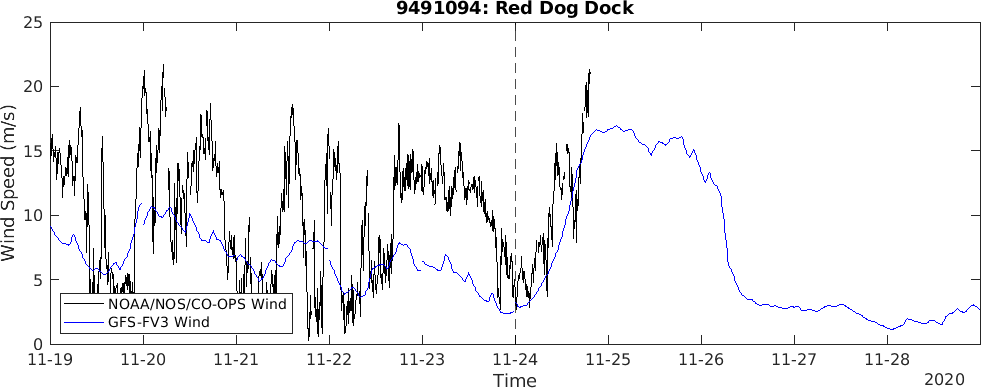 9491094: Red Dog Dock
25
20
15
10
5
0
Wind Speed (m/s)
NOAA/NOS/CO-OPS Wind
GFS-FV3 Wind
11-19 11-20 11-21 11-22 11-23 11-24 11-25 11-26 11-27 11-28
Time
2020